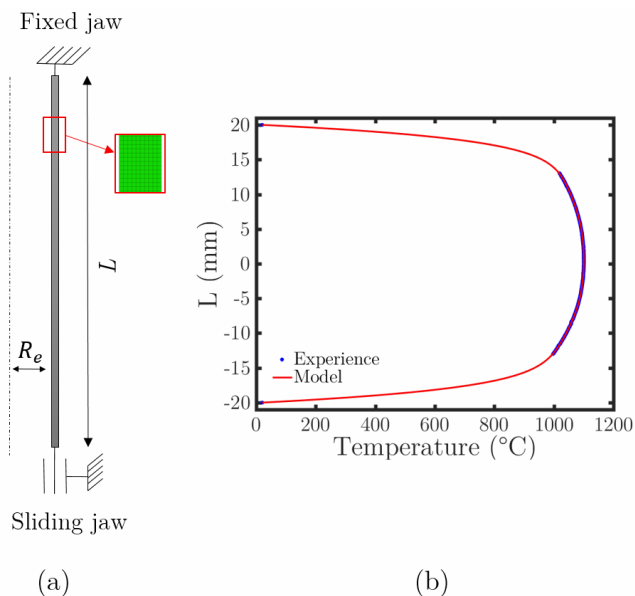 Fixed jaw
L
R_e
Sliding jaw
(a)
L (mm)
20
15
10
5
0
-5
-10
-15
-20
Experience
Model
0 200 400 600 800 1000 1200
Temperature (°C)
(b)